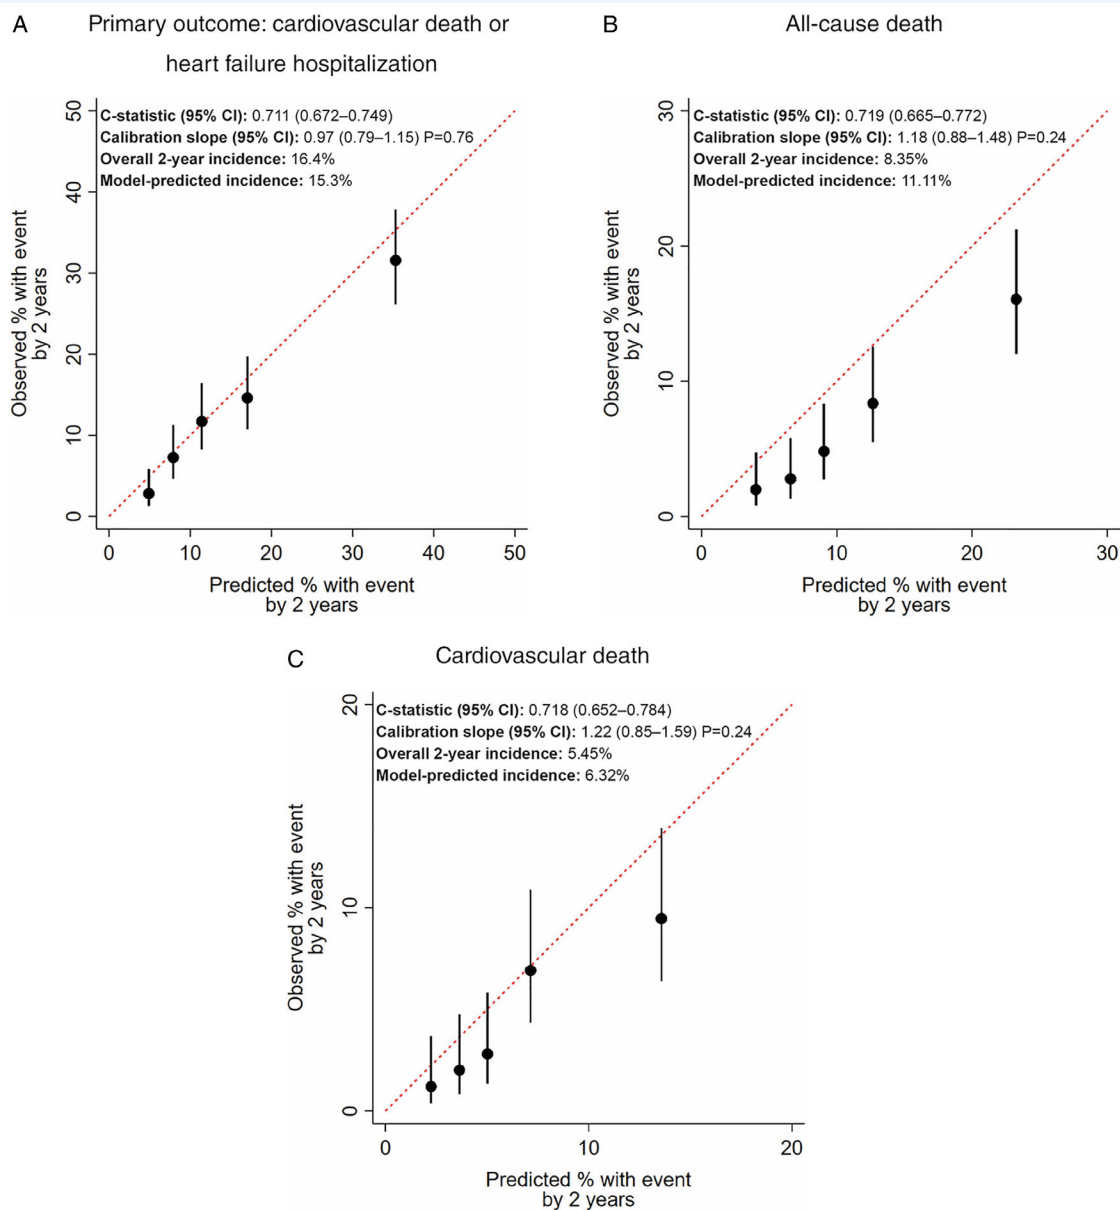 A
Primary outcome: cardiovascular death or
heart failure hospitalization
C-statistic (95% CI): 0.711 (0.672–0.749)
Calibration slope (95% CI): 0.97 (0.79–1.15) P=0.76
Overall 2-year incidence: 16.4%
Model-predicted incidence: 15.3%
50
40
30
20
10
0
Observed % with event
by 2 years
0 10 20 30 40 50
Predicted % with event
by 2 years
B
All-cause death
C-statistic (95% CI): 0.719 (0.665–0.772)
Calibration slope (95% CI): 1.18 (0.88–1.48) P=0.24
Overall 2-year incidence: 8.35%
Model-predicted incidence: 11.11%
30
20
10
0
Observed % with event
by 2 years
0 10 20 30
Predicted % with event
by 2 years
C
Cardiovascular death
C-statistic (95% CI): 0.718 (0.652–0.784)
Calibration slope (95% CI): 1.22 (0.85–1.59) P=0.24
Overall 2-year incidence: 5.45%
Model-predicted incidence: 6.32%
20
10
0
Observed % with event
by 2 years
0 10 20
Predicted % with event
by 2 years